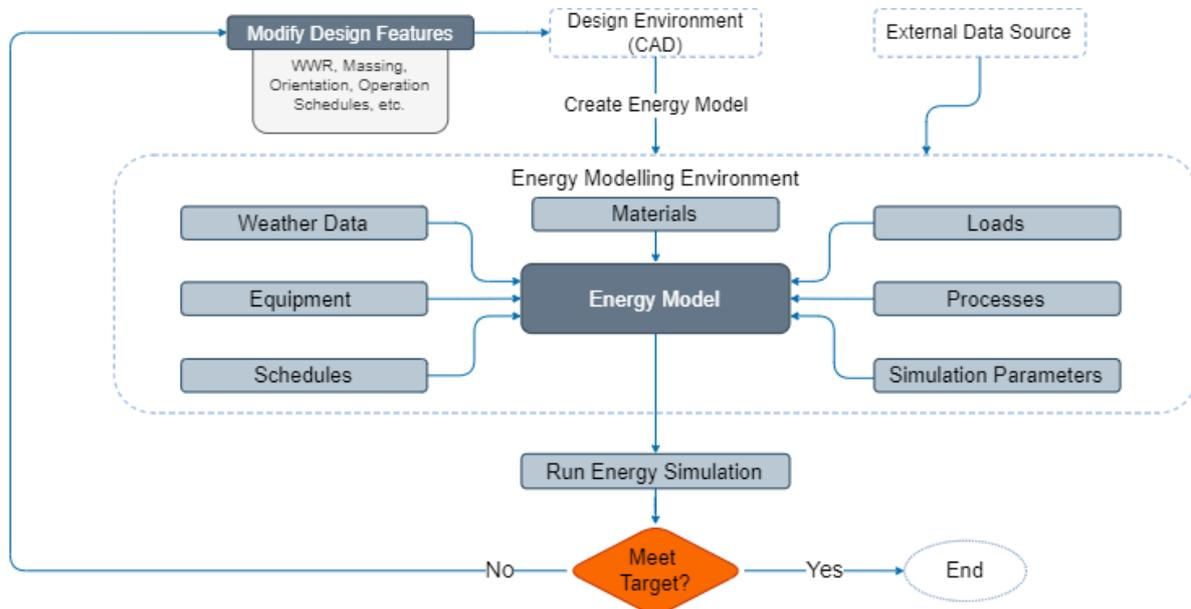 Modify Design Features
WWR, Massing,
Orientation, Operation
Schedules, etc.
Design Environment
(CAD)
External Data Source
Create Energy Model
Energy Modelling Environment
Weather Data
Materials
Loads
Equipment
Energy Model
Processes
Schedules
Simulation Parameters
Run Energy Simulation
Meet
Target?
No
Yes
End